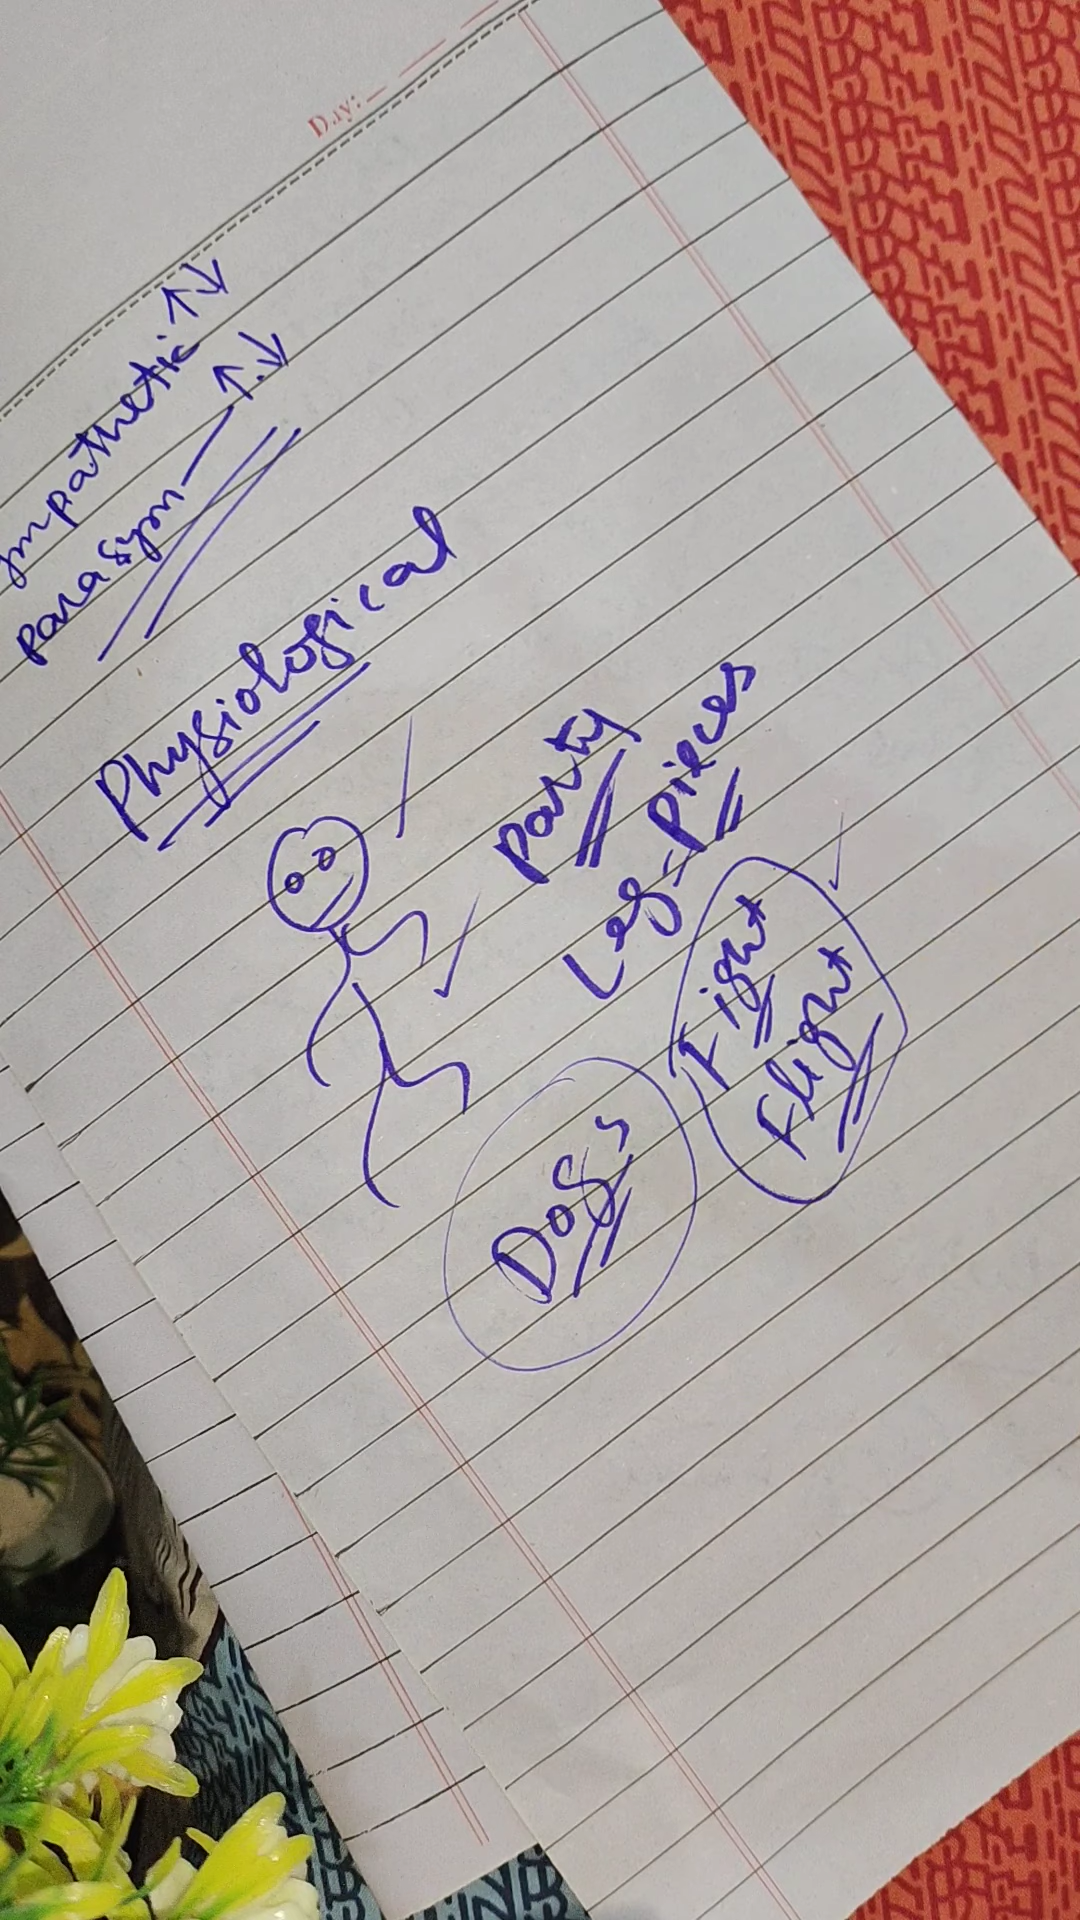 Day:
Sympathetic ↑↓
Parasym— ↑↓
Physiological
Party
Leg-Pieces
Fight
Flight
Dogs